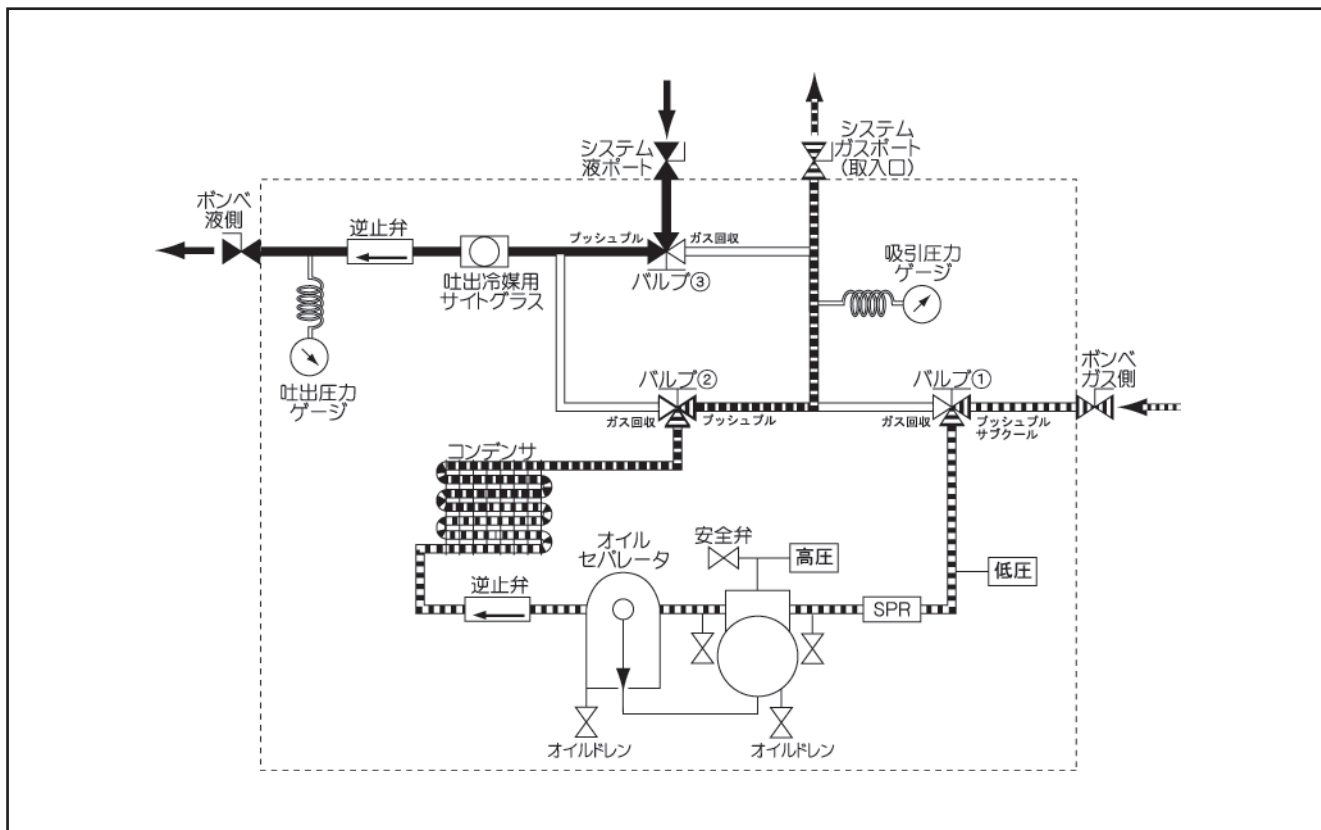 システム
液ポート
システム
ガスポート
(取入口)
ボンベ
液側
逆止弁
プッシュプル
ガス回収
吐出冷媒用
サイトグラス
バルブ③
吸引圧力
ゲージ
吐出圧力
ゲージ
バルブ②
バルブ①
ボンベ
ガス側
ガス回収
プッシュプル
ガス回収
プッシュプル
サブクール
コンデンサ
オイル
セパレータ
安全弁
高圧
低圧
逆止弁
SPR
オイルドレン
オイルドレン